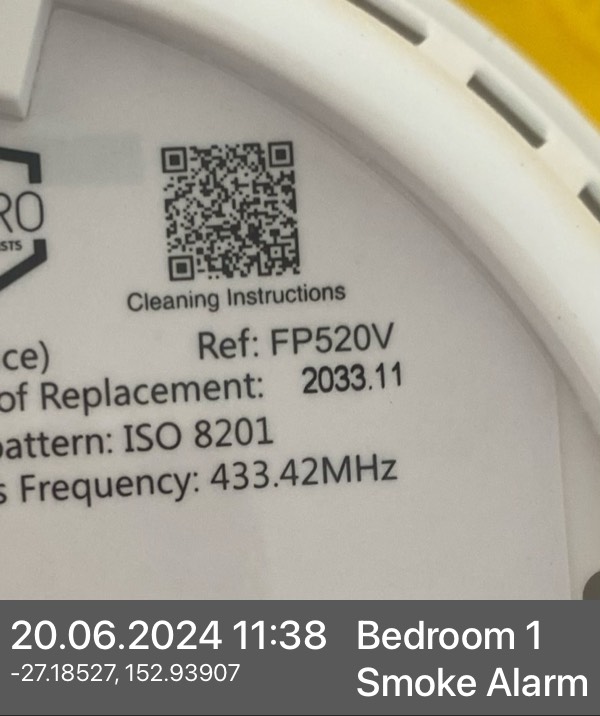 RO
STS
Cleaning Instructions
ce) Ref: FP520V
of Replacement: 2033.11
pattern: ISO 8201
s Frequency: 433.42MHz
20.06.2024 11:38 Bedroom 1
-27.18527, 152.93907 Smoke Alarm